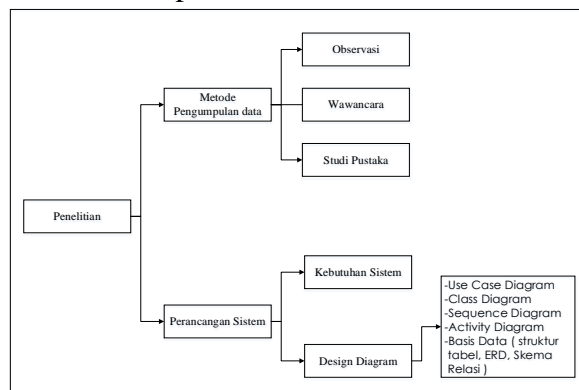 Observasi
Metode
Pengumpulan data
Wawancara
Studi Pustaka
Penelitian
Kebutuhan Sistem
Perancangan Sistem
Design Diagram
-Use Case Diagram
-Class Diagram
-Sequence Diagram
-Activity Diagram
-Basis Data ( struktur
tabel, ERD, Skema
Relasi )